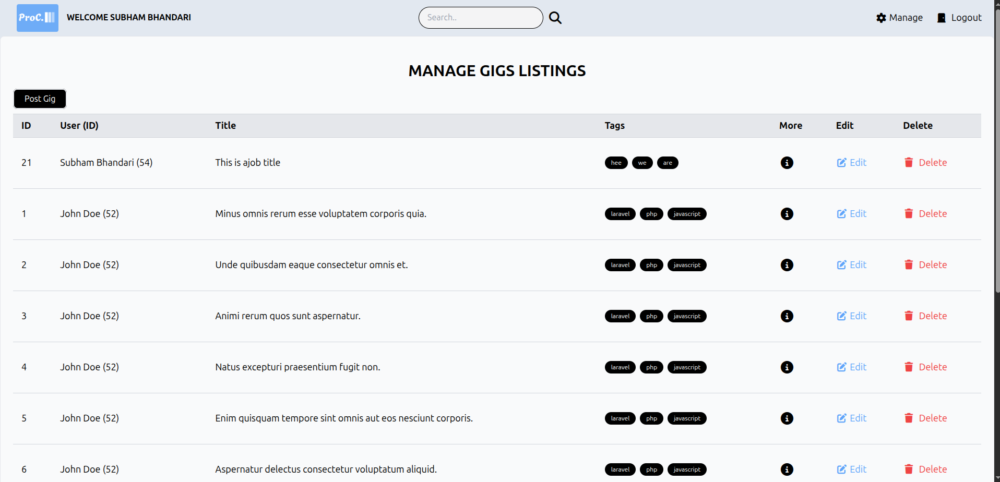 ProC. WELCOME SUBHAM BHANDARI Search.. Manage Logout
MANAGE GIGS LISTINGS
Post Gig
ID User (ID) Title Tags More Edit Delete
21 Subham Bhandari (54) This is ajob title hee we are Edit Delete
1 John Doe (52) Minus omnis rerum esse voluptatem corporis quia. laravel php javascript Edit Delete
2 John Doe (52) Unde quibusdam eaque consectetur omnis et. laravel php javascript Edit Delete
3 John Doe (52) Animi rerum quos sunt aspernatur. laravel php javascript Edit Delete
4 John Doe (52) Natus excepturi praesentium fugit non. laravel php javascript Edit Delete
5 John Doe (52) Enim quisquam tempore sint omnis aut eos nesciunt corporis. laravel php javascript Edit Delete
6 John Doe (52) Aspernatur delectus consectetur voluptatum aliquid. laravel php javascript Edit Delete